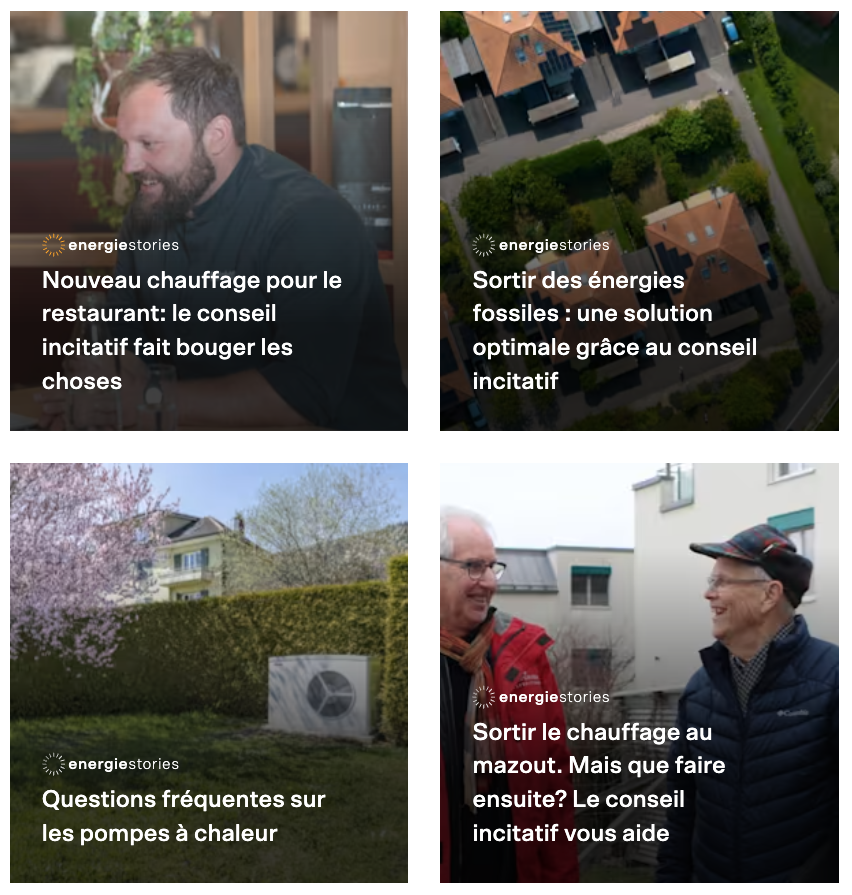 energiestories
Nouveau chauffage pour le
restaurant: le conseil
incitatif fait bouger les
choses
energiestories
Sortir des énergies
fossiles : une solution
optimale grâce au conseil
incitatif
energiestories
Questions fréquentes sur
les pompes à chaleur
energiestories
Sortir le chauffage au
mazout. Mais que faire
ensuite? Le conseil
incitatif vous aide